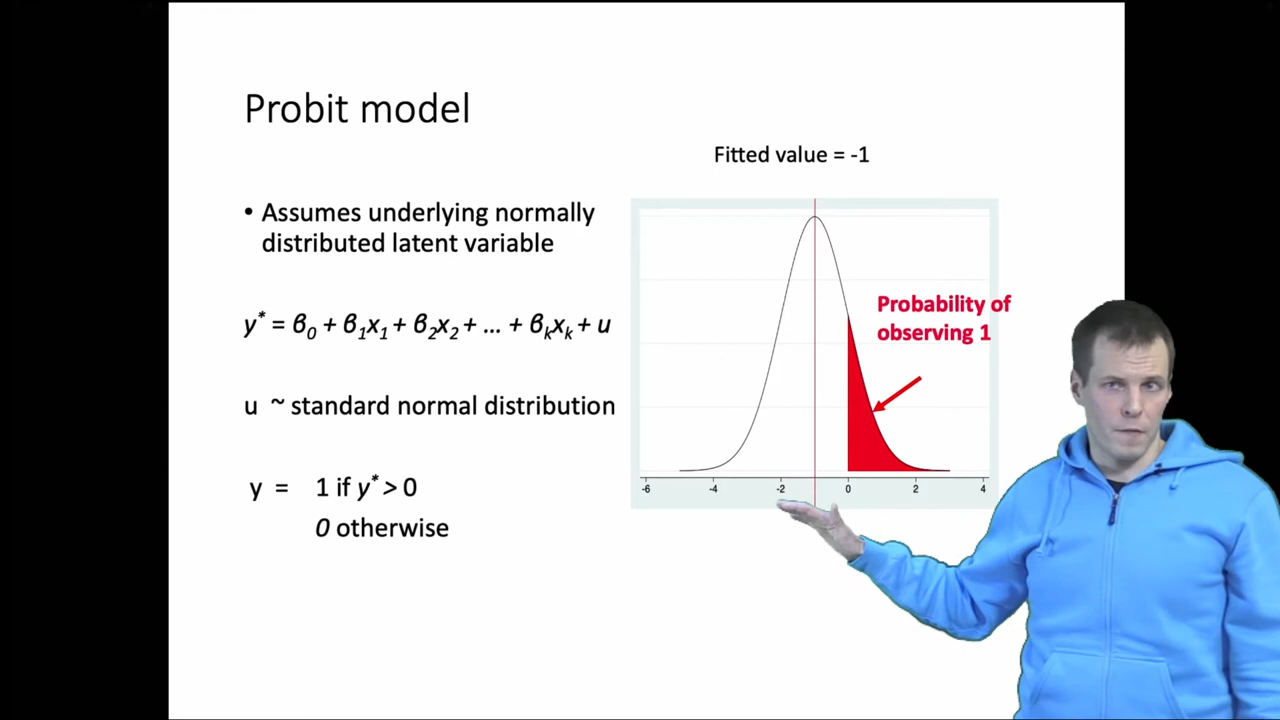 Probit model
Fitted value = -1
• Assumes underlying normally
distributed latent variable
Probability of
observing 1
y* = β0 + β1x1 + β2x2 + ... + βkxk + u
u ~ standard normal distribution
y = 1 if y* > 0
0 otherwise
-6 -4 -2 0 2 4